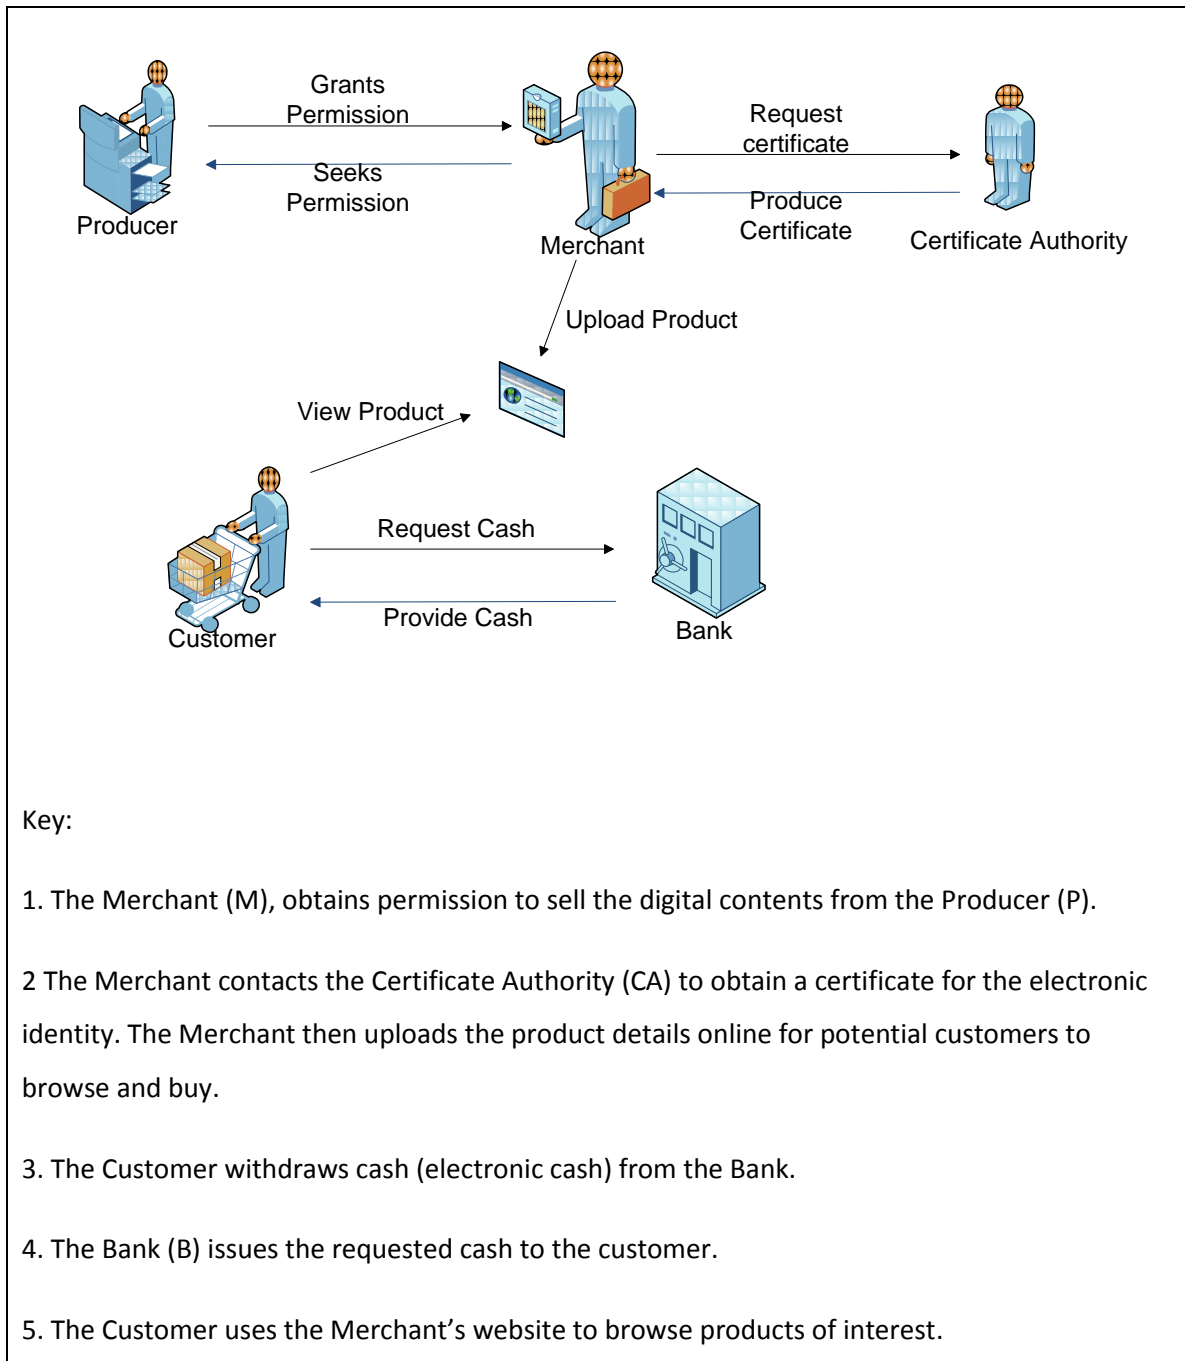 Grants
Permission
Seeks
Permission
Producer
Merchant
Request
certificate
Produce
Certificate
Certificate Authority
Upload Product
View Product
Request Cash
Provide Cash
Customer
Bank
Key:
1. The Merchant (M), obtains permission to sell the digital contents from the Producer (P).
2 The Merchant contacts the Certificate Authority (CA) to obtain a certificate for the electronic
identity. The Merchant then uploads the product details online for potential customers to
browse and buy.
3. The Customer withdraws cash (electronic cash) from the Bank.
4. The Bank (B) issues the requested cash to the customer.
5. The Customer uses the Merchant’s website to browse products of interest.